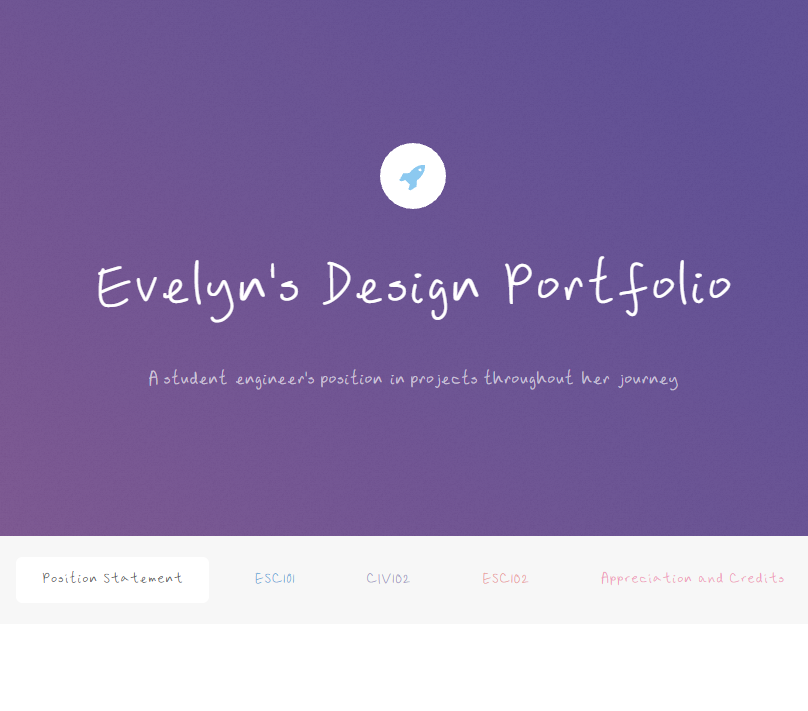 Evelyn's Design Portfolio
A student engineer's position in projects throughout her journey
Position Statement ESC101 CIV102 ESC102 Appreciation and Credits